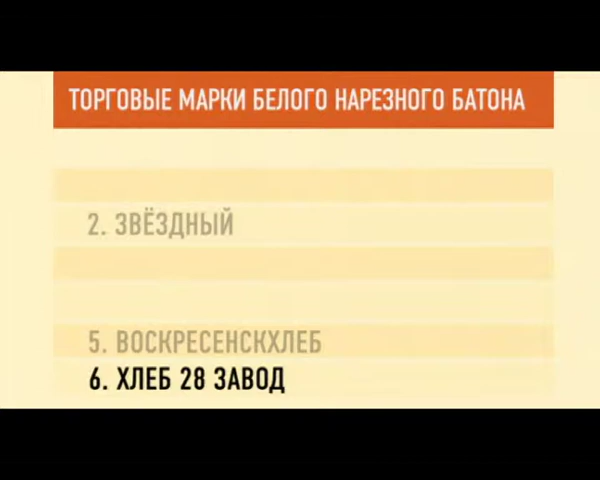 ТОРГОВЫЕ МАРКИ БЕЛОГО НАРЕЗНОГО БАТОНА
2. ЗВЁЗДНЫЙ
5. ВОСКРЕСЕНСКХЛЕБ
6. ХЛЕБ 28 ЗАВОД